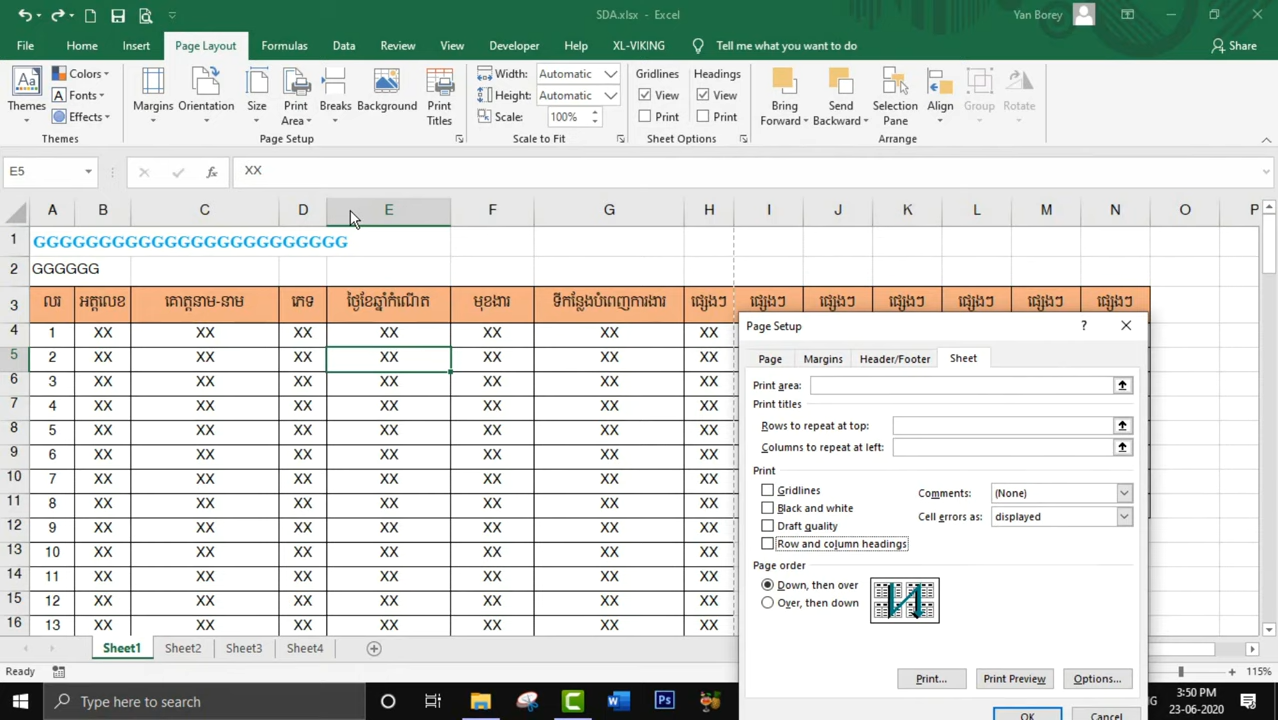 SDA.xlsx - Excel
Yan Borey
File Home Insert Page Layout Formulas Data Review View Developer Help XL-VIKING Tell me what you want to do Share
Themes
Colors
Fonts
Effects
Margins Orientation Size Print Area Breaks Background Print Titles
Width: Automatic
Height: Automatic
Scale: 100%
Gridlines
View
Print
Headings
View
Print
Bring Forward Send Backward Selection Pane Align Group Rotate
Themes Page Setup Scale to Fit Sheet Options Arrange
E5 fx XX
A B C D E F G H I J K L M N O P
1 GGGGGGGGGGGGGGGGGGGGGGGG
2 GGGGGG
3 លរ អត្តលេខ គោត្តនាម-នាម ភេទ ថ្ងៃខែឆ្នាំកំណើត មុខងារ ទីកន្លែងបំពេញការងារ ផ្សេងៗ ផ្សេងៗ ផ្សេងៗ ផ្សេងៗ ផ្សេងៗ ផ្សេងៗ ផ្សេងៗ
4 1 XX XX XX XX XX XX XX
5 2 XX XX XX XX XX XX XX
6 3 XX XX XX XX XX XX XX
7 4 XX XX XX XX XX XX XX
8 5 XX XX XX XX XX XX XX
9 6 XX XX XX XX XX XX XX
10 7 XX XX XX XX XX XX XX
11 8 XX XX XX XX XX XX XX
12 9 XX XX XX XX XX XX XX
13 10 XX XX XX XX XX XX XX
14 11 XX XX XX XX XX XX XX
15 12 XX XX XX XX XX XX XX
16 13 XX XX XX XX XX XX XX
Page Setup ?
Page Margins Header/Footer Sheet
Print area:
Print titles
Rows to repeat at top:
Columns to repeat at left:
Print
Gridlines
Black and white
Draft quality
Row and column headings
Comments: (None)
Cell errors as: displayed
Page order
Down, then over
Over, then down
Print... Print Preview Options...
OK Cancel
Sheet1 Sheet2 Sheet3 Sheet4
Ready
115%
Type here to search
3:50 PM
23-06-2020